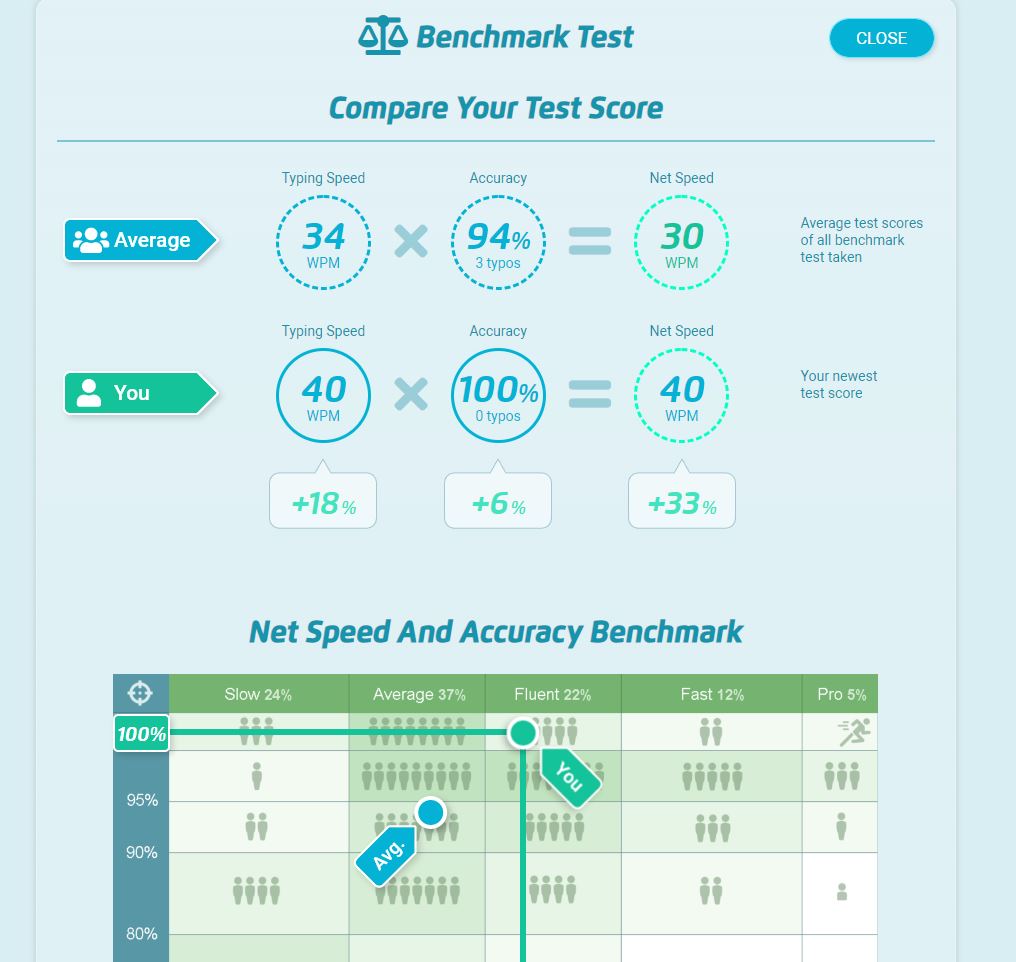 Benchmark Test
CLOSE
Compare Your Test Score
Typing Speed
Accuracy
Net Speed
Average
34
WPM
94%
3 typos
30
WPM
Average test scores
of all benchmark
test taken
Typing Speed
Accuracy
Net Speed
You
40
WPM
100%
0 typos
40
WPM
Your newest
test score
+18%
+6%
+33%
Net Speed And Accuracy Benchmark
Slow 24%
Average 37%
Fluent 22%
Fast 12%
Pro 5%
100%
You
95%
Avg.
90%
80%